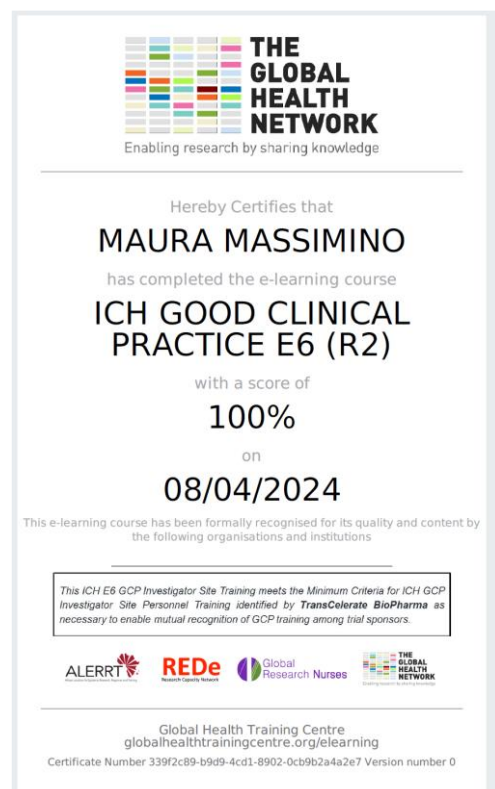 THE
GLOBAL
HEALTH
NETWORK
Enabling research by sharing knowledge
Hereby Certifies that
MAURA MASSIMINO
has completed the e-learning course
ICH GOOD CLINICAL
PRACTICE E6 (R2)
with a score of
100%
on
08/04/2024
This e-learning course has been formally recognised for its quality and content by
the following organisations and institutions
This ICH E6 GCP Investigator Site Training meets the Minimum Criteria for ICH GCP
Investigator Site Personnel Training identified by TransCelerate BioPharma as
necessary to enable mutual recognition of GCP training among trial sponsors.
ALERRT
REDe
Research Capacity Network
Global
Research Nurses
THE
GLOBAL
HEALTH
NETWORK
Enabling research by sharing knowledge
Global Health Training Centre
globalhealthtrainingcentre.org/elearning
Certificate Number 339f2c89-b9d9-4cd1-8902-0cb9b2a4a2e7 Version number 0